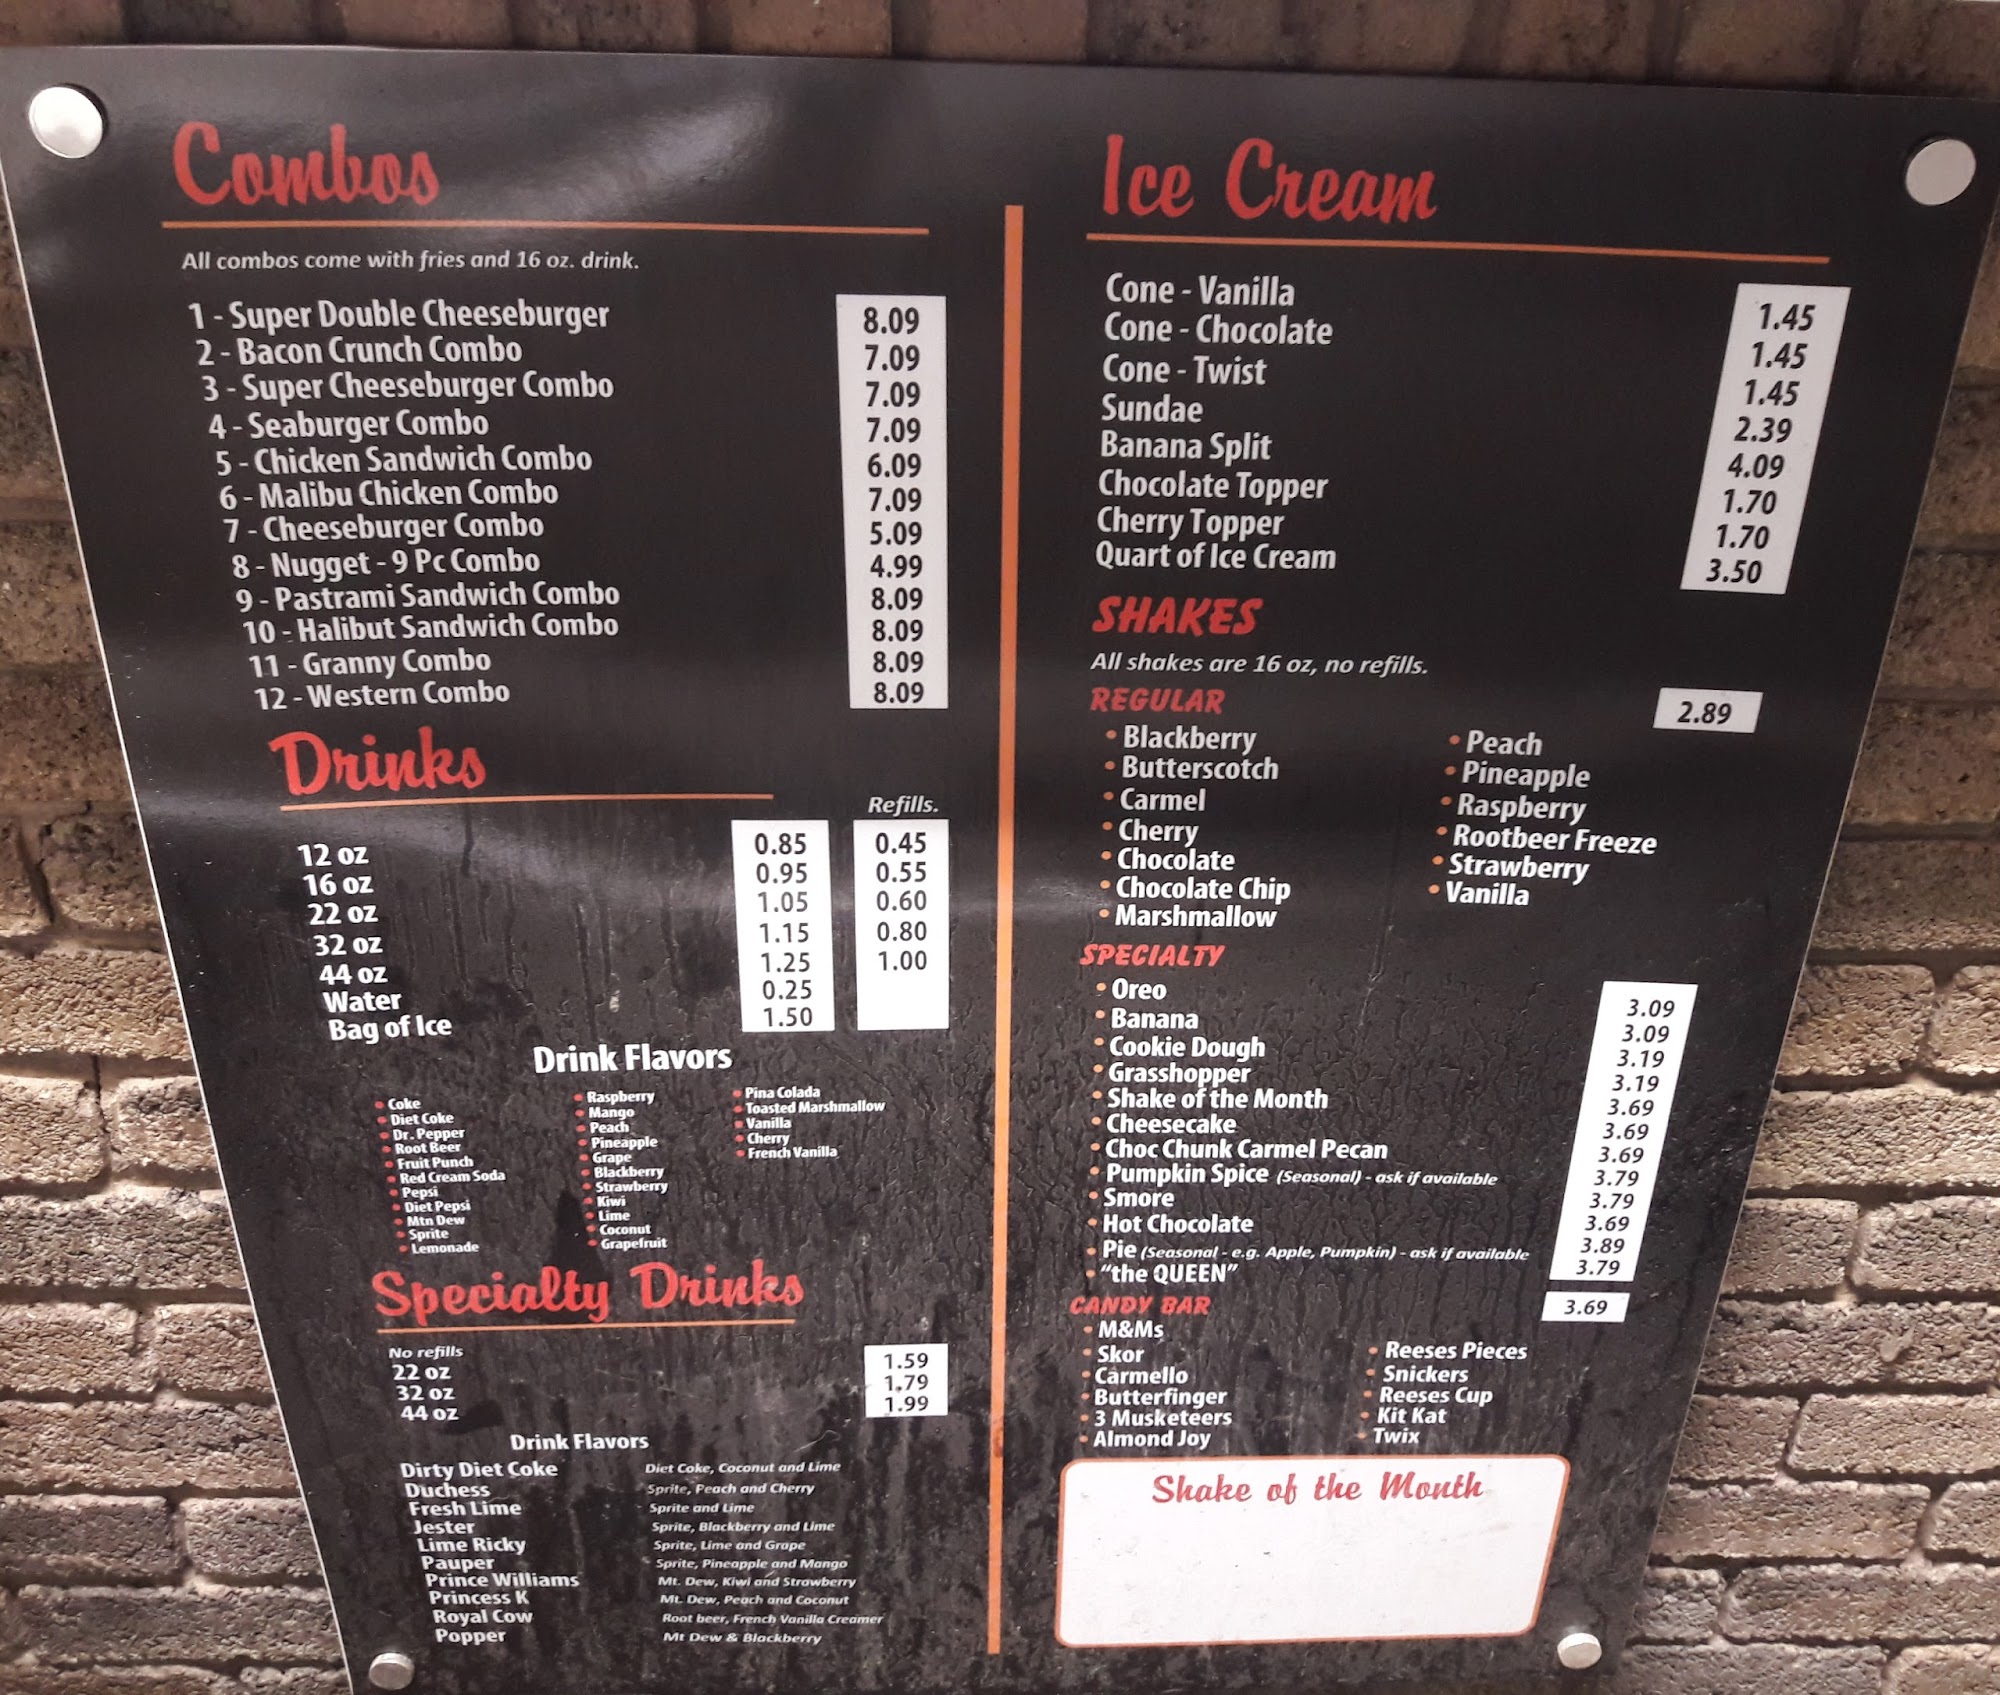 Combos
All combos come with fries and 16 oz. drink.
1 - Super Double Cheeseburger 8.09
2 - Bacon Crunch Combo 7.09
3 - Super Cheeseburger Combo 7.09
4 - Seaburger Combo 7.09
5 - Chicken Sandwich Combo 6.09
6 - Malibu Chicken Combo 7.09
7 - Cheeseburger Combo 5.09
8 - Nugget - 9 Pc Combo 4.99
9 - Pastrami Sandwich Combo 8.09
10 - Halibut Sandwich Combo 8.09
11 - Granny Combo 8.09
12 - Western Combo 8.09
Drinks
Refills.
12 oz 0.85 0.45
16 oz 0.95 0.55
22 oz 1.05 0.60
32 oz 1.15 0.80
44 oz 1.25 1.00
Water 0.25
Bag of Ice 1.50
Drink Flavors
• Coke
• Diet Coke
• Dr. Pepper
• Root Beer
• Fruit Punch
• Red Cream Soda
• Pepsi
• Diet Pepsi
• Mtn Dew
• Sprite
• Lemonade
• Raspberry
• Mango
• Peach
• Pineapple
• Grape
• Blackberry
• Strawberry
• Kiwi
• Lime
• Coconut
• Grapefruit
• Pina Colada
• Toasted Marshmallow
• Vanilla
• Cherry
• French Vanilla
Specialty Drinks
No refills
22 oz 1.59
32 oz 1.79
44 oz 1.99
Drink Flavors
Dirty Diet Coke Diet Coke, Coconut and Lime
Duchess Sprite, Peach and Cherry
Fresh Lime Sprite and Lime
Jester Sprite, Blackberry and Lime
Lime Ricky Sprite, Lime and Grape
Pauper Sprite, Pineapple and Mango
Prince Williams Mt. Dew, Kiwi and Strawberry
Princess K Mt. Dew, Peach and Coconut
Royal Cow Root beer, French Vanilla Creamer
Popper Mt Dew & Blackberry
Ice Cream
Cone - Vanilla 1.45
Cone - Chocolate 1.45
Cone - Twist 1.45
Sundae 2.39
Banana Split 4.09
Chocolate Topper 1.70
Cherry Topper 1.70
Quart of Ice Cream 3.50
SHAKES
All shakes are 16 oz, no refills.
REGULAR 2.89
• Blackberry
• Butterscotch
• Carmel
• Cherry
• Chocolate
• Chocolate Chip
• Marshmallow
• Peach
• Pineapple
• Raspberry
• Rootbeer Freeze
• Strawberry
• Vanilla
SPECIALTY
• Oreo 3.09
• Banana 3.09
• Cookie Dough 3.19
• Grasshopper 3.19
• Shake of the Month 3.69
• Cheesecake 3.69
• Choc Chunk Carmel Pecan 3.69
• Pumpkin Spice (Seasonal) - ask if available 3.79
• Smore 3.79
• Hot Chocolate 3.69
• Pie (Seasonal - e.g. Apple, Pumpkin) - ask if available 3.89
• "the QUEEN" 3.79
CANDY BAR 3.69
• M&Ms
• Skor
• Carmello
• Butterfinger
• 3 Musketeers
• Almond Joy
• Reeses Pieces
• Snickers
• Reeses Cup
• Kit Kat
• Twix
Shake of the Month